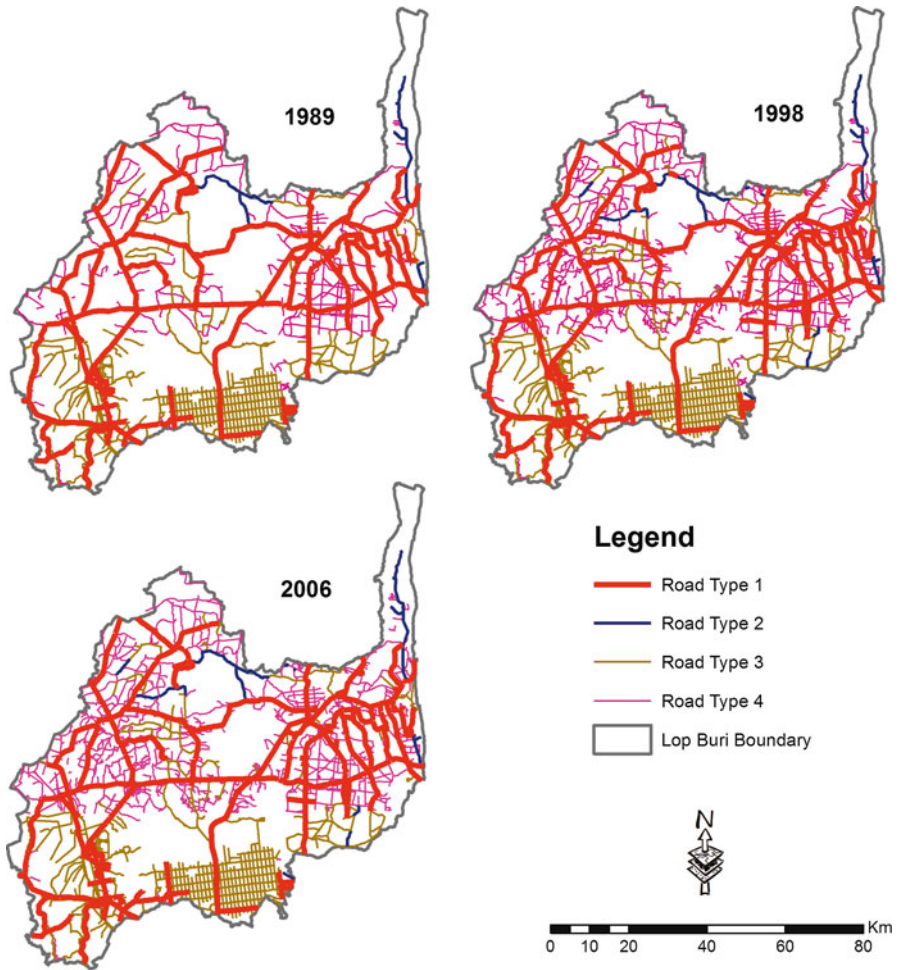 1989
1998
2006
Legend
Road Type 1
Road Type 2
Road Type 3
Road Type 4
Lop Buri Boundary
N
Km
0 10 20 40 60 80